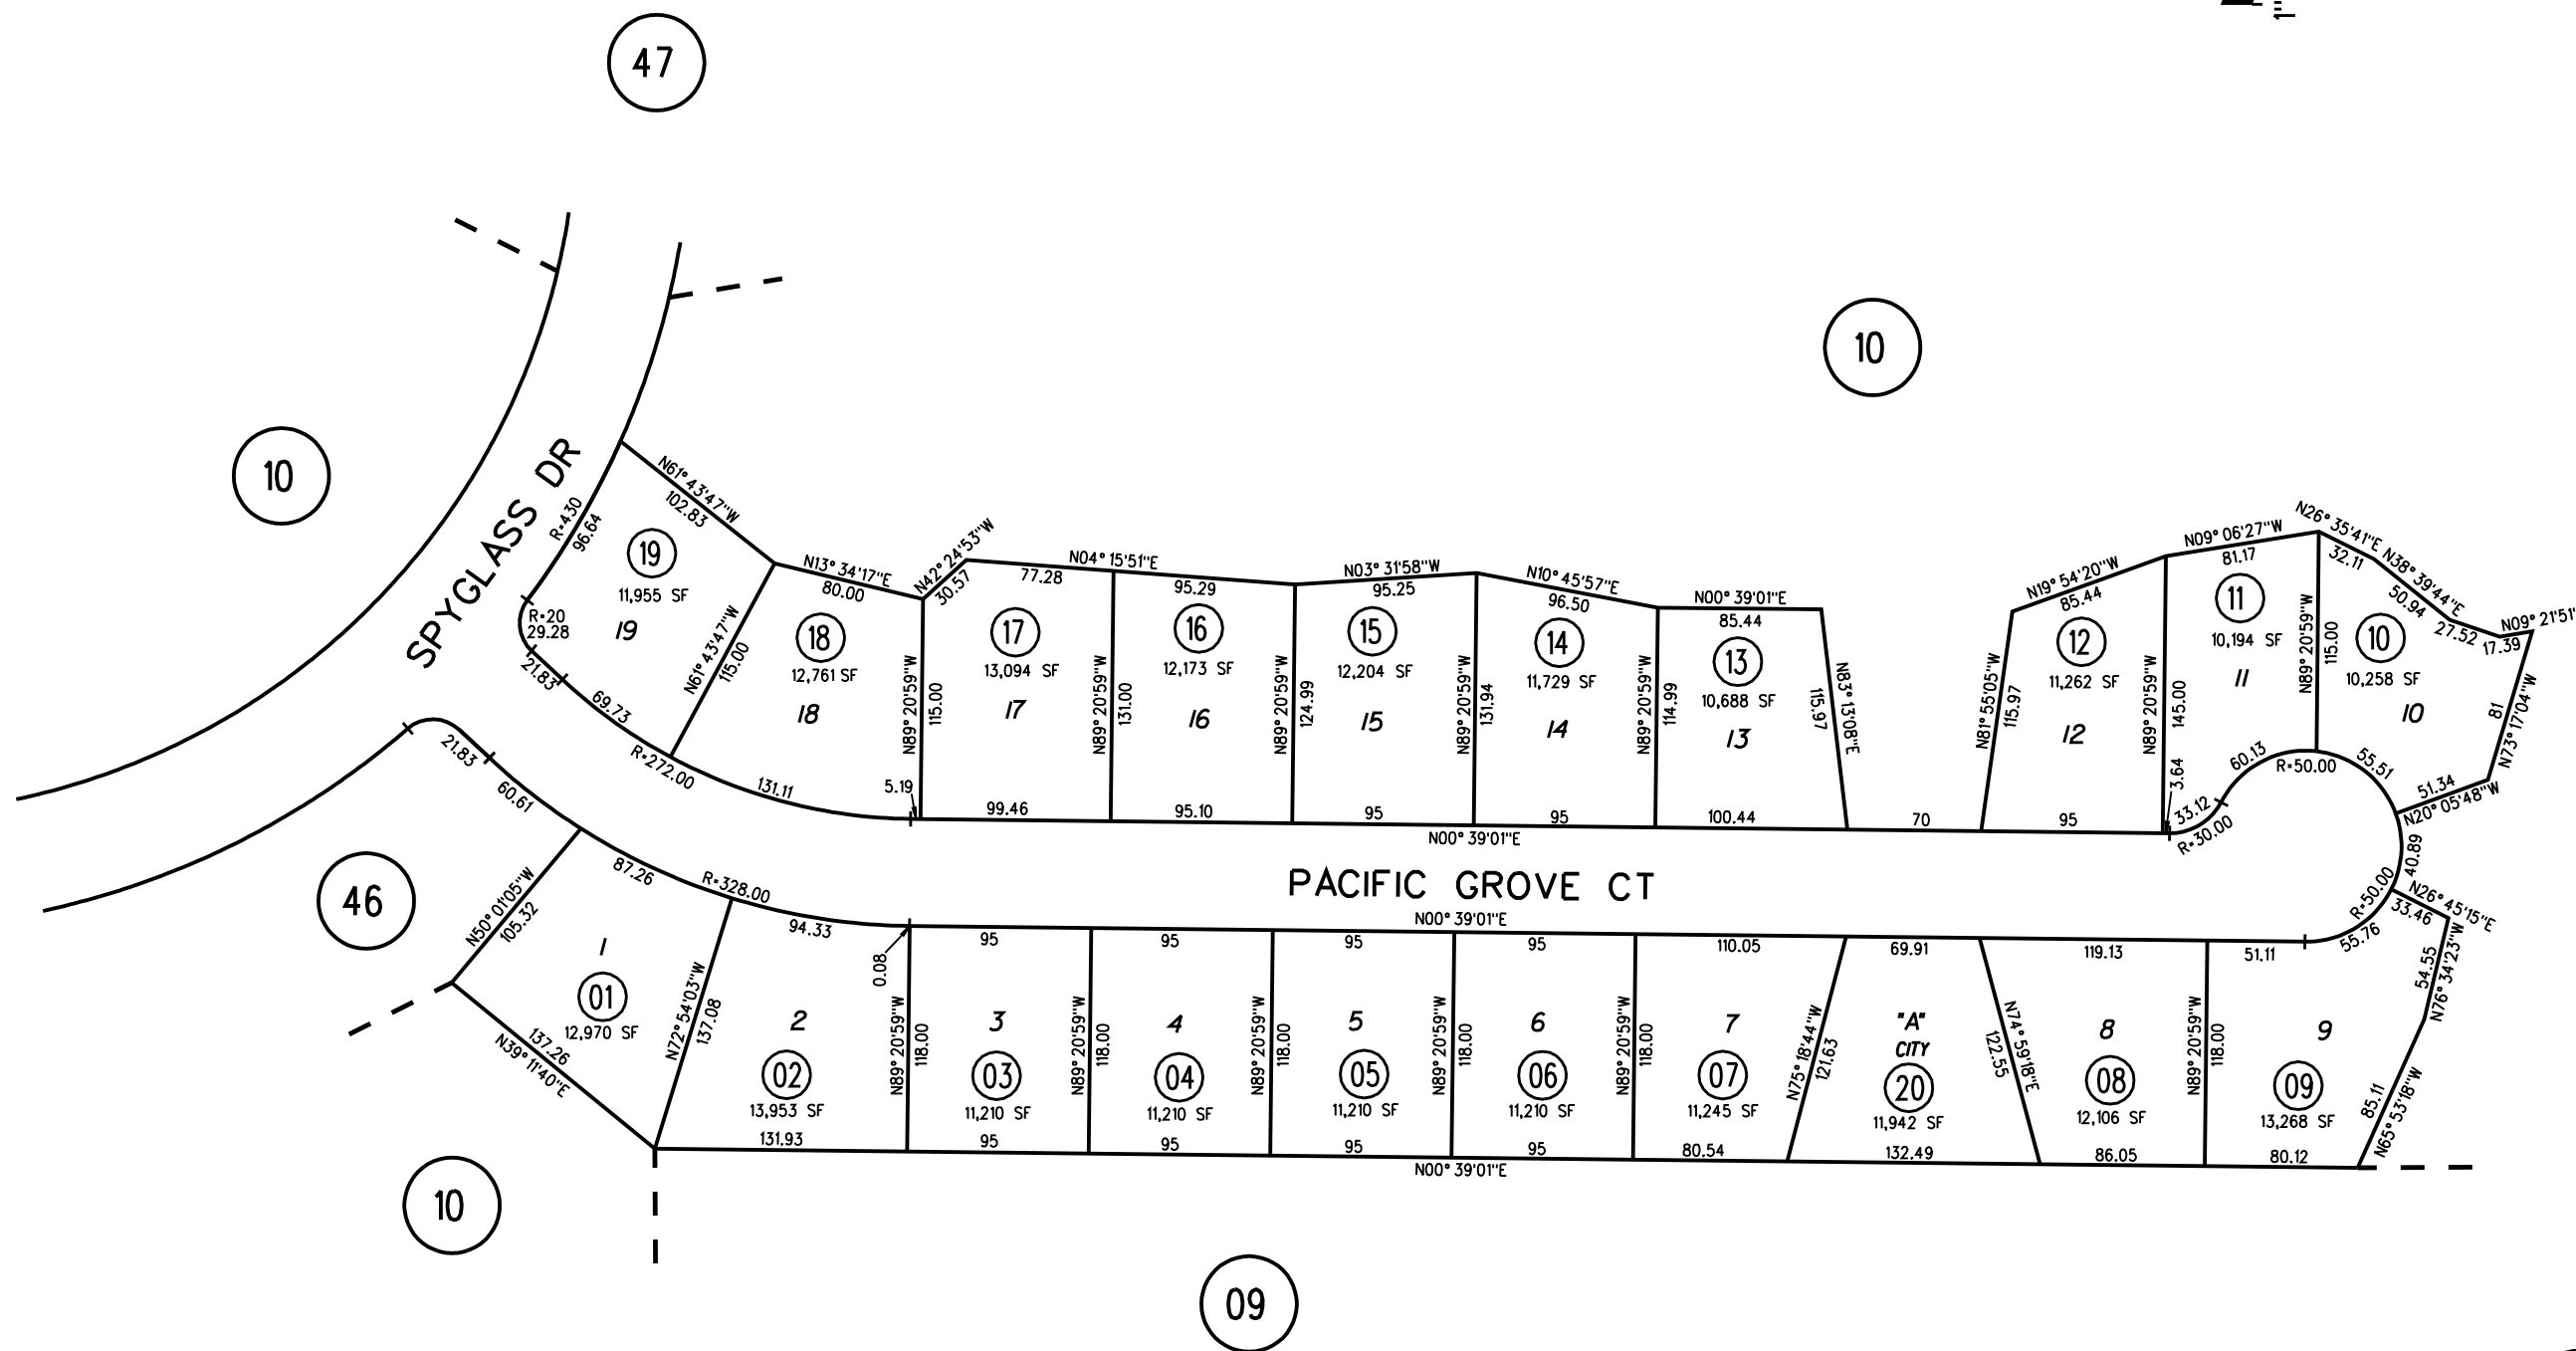 47
10
10
46
10
09
SPYGLASS DR
R=430
96.64
R=20
29.28
21.83
69.73
R=272.00
131.11
5.19
N61° 43'47"W
102.83
19
11,955 SF
19
N61° 43'47"W
115.00
N13° 34'17"E
80.00
18
12,761 SF
18
N89° 20'59"W
115.00
N42° 24'53"W
30.57
77.28
N04° 15'51"E
17
13,094 SF
17
99.46
N89° 20'59"W
131.00
95.29
16
12,173 SF
16
95.10
N89° 20'59"W
124.99
N03° 31'58"W
95.25
15
12,204 SF
15
95
N89° 20'59"W
131.94
N10° 45'57"E
96.50
14
11,729 SF
14
95
N89° 20'59"W
114.99
N00° 39'01"E
85.44
13
10,688 SF
13
100.44
N83° 13'08"E
115.97
70
N81° 55'05"W
115.97
N19° 54'20"W
85.44
12
11,262 SF
12
95
N89° 20'59"W
145.00
3.64
N09° 06'27"W
81.17
11
10,194 SF
11
33.12
R=30.00
60.13
R=50.00
N89° 20'59"W
115.00
N26° 35'41"E
32.11
N38° 39'44"E
50.94
27.52
N09° 21'51"
17.39
10
10,258 SF
10
81
N73° 17'04"W
55.51
51.34
N20° 05'48"W
40.89
R=50.00
N26° 45'15"E
33.46
55.76
54.55
N76° 34'23"W
N00° 39'01"E
PACIFIC GROVE CT
N00° 39'01"E
21.83
60.61
87.26
R=328.00
94.33
0.08
N50° 01'05"W
105.32
1
01
12,970 SF
137.26
N39° 11'40"E
N72° 54'03"W
137.08
2
02
13,953 SF
131.93
N89° 20'59"W
118.00
95
3
03
11,210 SF
95
N89° 20'59"W
118.00
95
4
04
11,210 SF
95
N89° 20'59"W
118.00
95
5
05
11,210 SF
95
N89° 20'59"W
118.00
95
6
06
11,210 SF
95
N89° 20'59"W
118.00
110.05
7
07
11,245 SF
80.54
N75° 18'44"W
121.63
69.91
"A"
CITY
20
11,942 SF
132.49
N74° 59'18"E
122.55
119.13
8
08
12,106 SF
86.05
N89° 20'59"W
118.00
51.11
9
09
13,268 SF
80.12
85.11
N65° 53'18"W
N00° 39'01"E